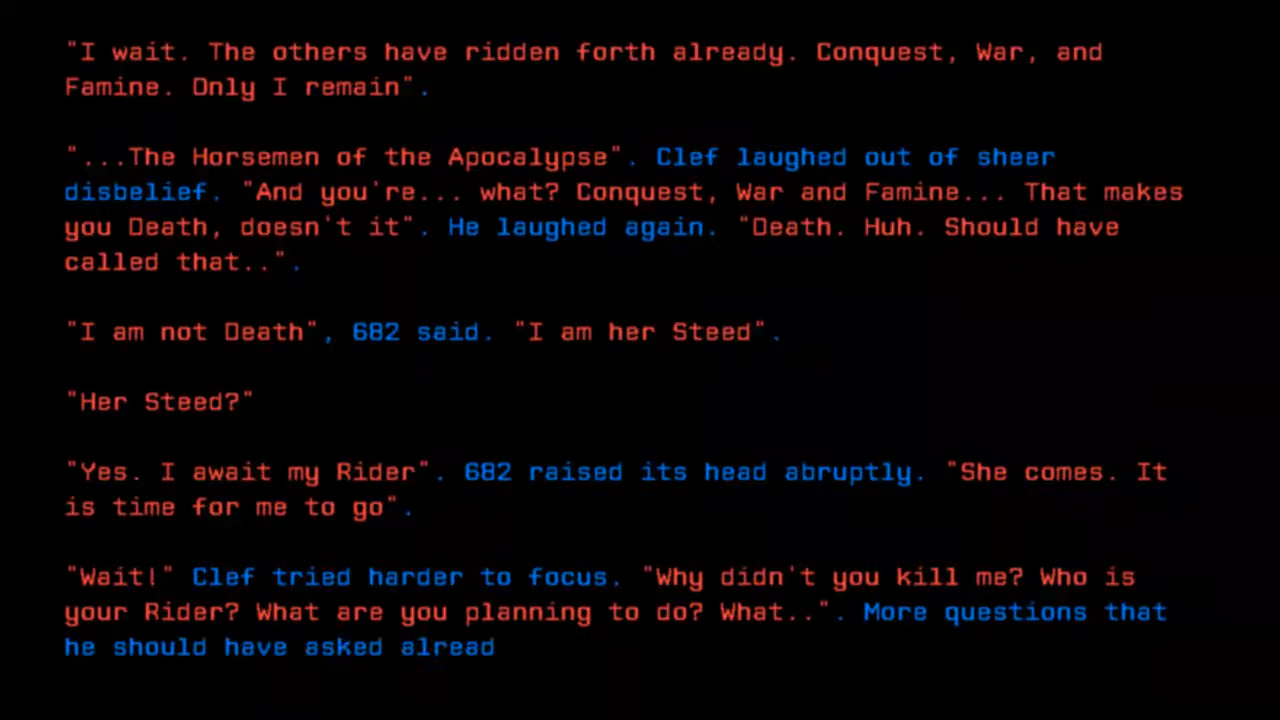 "I wait. The others have ridden forth already. Conquest, War, and
Famine. Only I remain".
"...The Horsemen of the Apocalypse". Clef laughed out of sheer
disbelief. "And you're... what? Conquest, War and Famine... That makes
you Death, doesn't it". He laughed again. "Death. Huh. Should have
called that..".
"I am not Death", 682 said. "I am her Steed".
"Her Steed?"
"Yes. I await my Rider". 682 raised its head abruptly. "She comes. It
is time for me to go".
"Wait!" Clef tried harder to focus. "Why didn't you kill me? Who is
your Rider? What are you planning to do? What..". More questions that
he should have asked alread